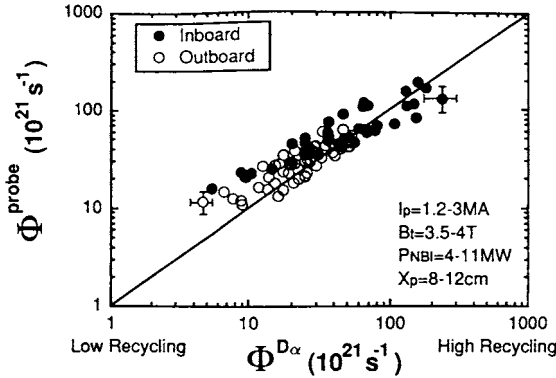 1000
Inboard
Outboard
100
10
1
Φprobe (10²¹ s⁻¹)
Ip=1.2-3MA
Bt=3.5-4T
PNBI=4-11MW
Xp=8-12cm
1 10 100 1000
Low Recycling ΦDα (10²¹ s⁻¹) High Recycling